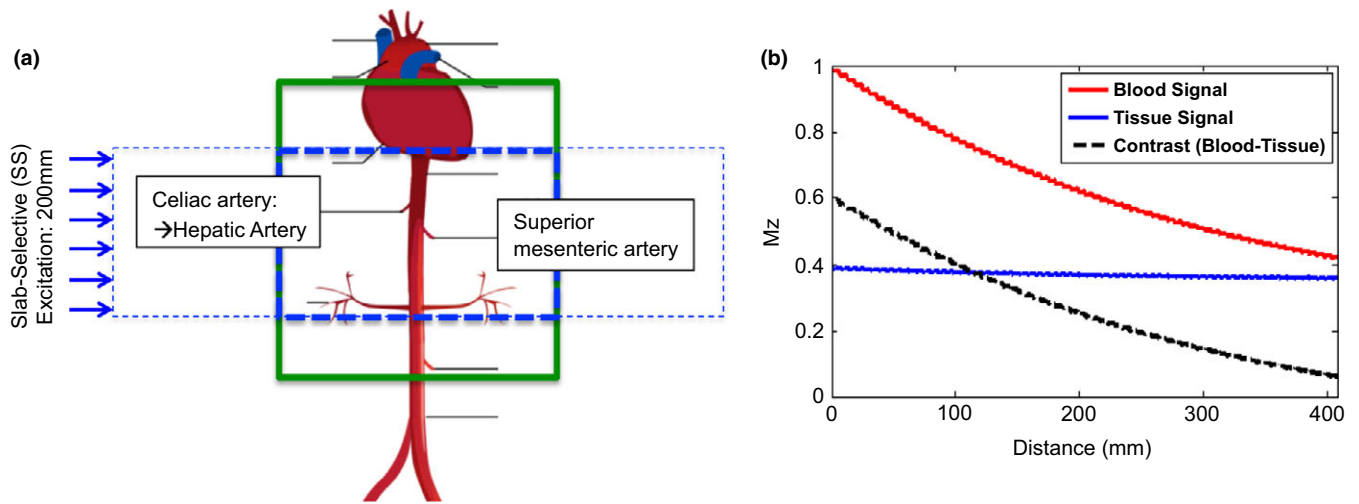 (a)
Slab-Selective (SS)
Excitation: 200mm
Celiac artery:
→Hepatic Artery
Superior
mesenteric artery
(b)
Blood Signal
Tissue Signal
Contrast (Blood-Tissue)
Mz
1
0.8
0.6
0.4
0.2
0
0
100
200
300
400
Distance (mm)